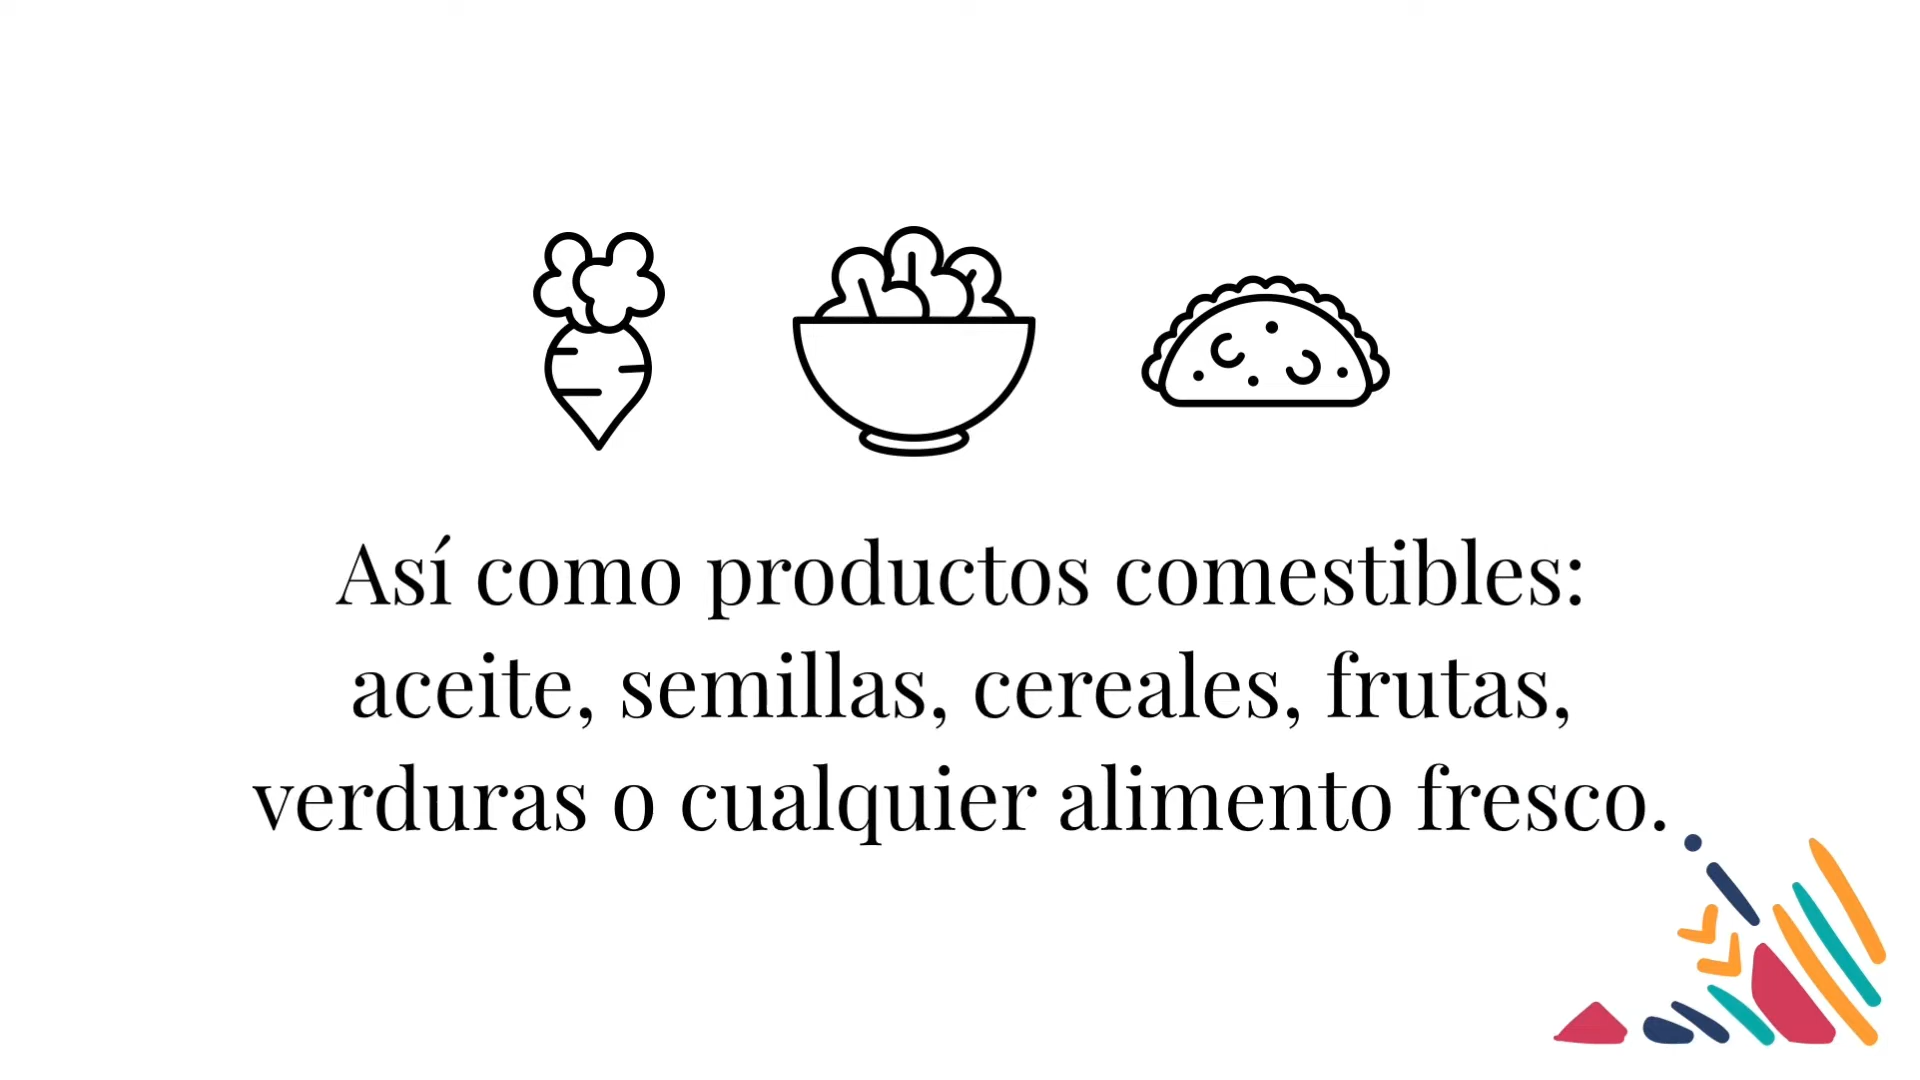 Así como productos comestibles:
aceite, semillas, cereales, frutas,
verduras o cualquier alimento fresco.